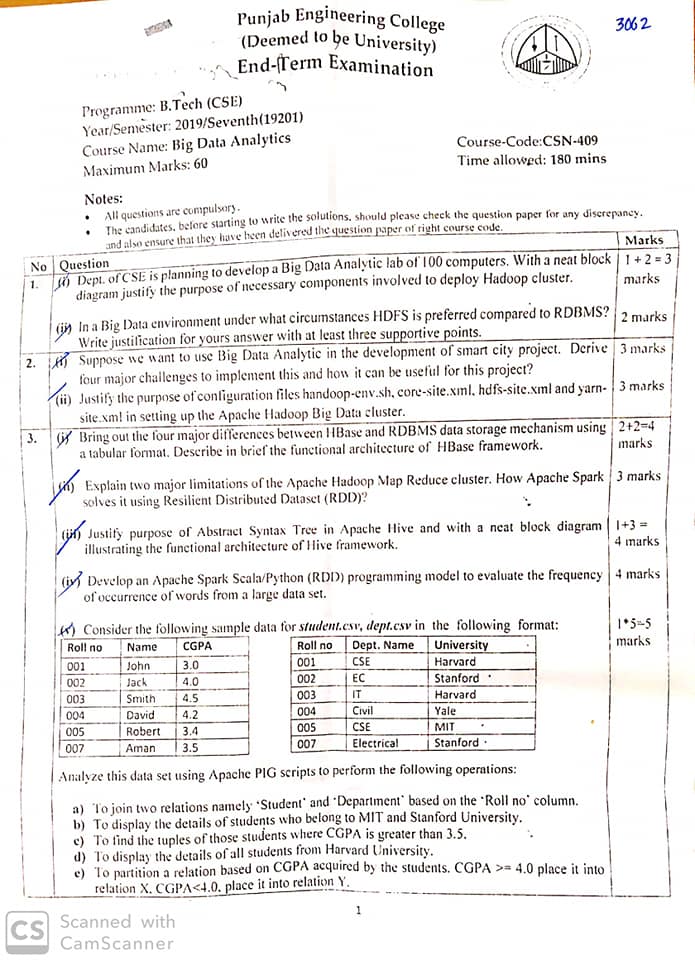 Punjab Engineering College
(Deemed to be University)
End-Term Examination
3062
Programme: B.Tech (CSE)
Year/Semester: 2019/Seventh(19201)
Course Name: Big Data Analytics
Maximum Marks: 60
Course-Code:CSN-409
Time allowed: 180 mins
Notes:
• All questions are compulsory.
• The candidates, before starting to write the solutions, should please check the question paper for any discrepancy,
and also ensure that they have been delivered the question paper of right course code.
No Question Marks
1. (i) Dept. of CSE is planning to develop a Big Data Analytic lab of 100 computers. With a neat block 1 + 2 = 3
diagram justify the purpose of necessary components involved to deploy Hadoop cluster. marks
(ii) In a Big Data environment under what circumstances HDFS is preferred compared to RDBMS? 2 marks
Write justification for yours answer with at least three supportive points.
2. (i) Suppose we want to use Big Data Analytic in the development of smart city project. Derive 3 marks
four major challenges to implement this and how it can be useful for this project?
(ii) Justify the purpose of configuration files handoop-env.sh, core-site.xml, hdfs-site.xml and yarn- 3 marks
site.xml in setting up the Apache Hadoop Big Data cluster.
3. (i) Bring out the four major differences between HBase and RDBMS data storage mechanism using 2+2=4
a tabular format. Describe in brief the functional architecture of HBase framework. marks
(ii) Explain two major limitations of the Apache Hadoop Map Reduce cluster. How Apache Spark 3 marks
solves it using Resilient Distributed Dataset (RDD)?
(iii) Justify purpose of Abstract Syntax Tree in Apache Hive and with a neat block diagram 1+3 =
illustrating the functional architecture of Hive framework. 4 marks
(iv) Develop an Apache Spark Scala/Python (RDD) programming model to evaluate the frequency 4 marks
of occurrence of words from a large data set.
(v) Consider the following sample data for student.csv, dept.csv in the following format: 1*5=5
marks
Roll no Name CGPA
001 John 3.0
002 Jack 4.0
003 Smith 4.5
004 David 4.2
005 Robert 3.4
007 Aman 3.5
Roll no Dept. Name University
001 CSE Harvard
002 EC Stanford
003 IT Harvard
004 Civil Yale
005 CSE MIT
007 Electrical Stanford
Analyze this data set using Apache PIG scripts to perform the following operations:
a) To join two relations namely 'Student' and 'Department' based on the 'Roll no' column.
b) To display the details of students who belong to MIT and Stanford University.
c) To find the tuples of those students where CGPA is greater than 3.5.
d) To display the details of all students from Harvard University.
e) To partition a relation based on CGPA acquired by the students. CGPA >= 4.0 place it into
relation X, CGPA<4.0, place it into relation Y.
1
CS Scanned with
CamScanner